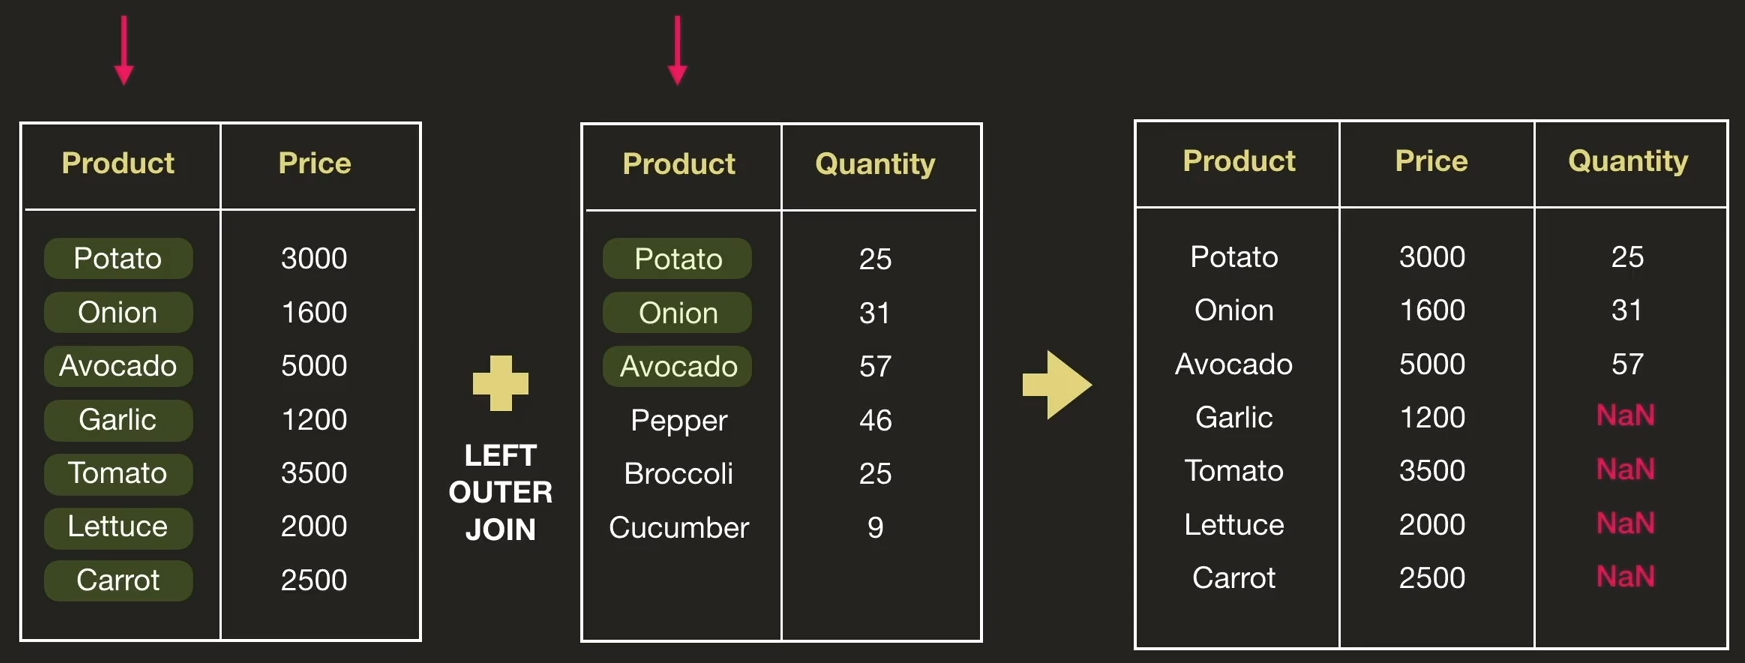 Product Price
Potato 3000
Onion 1600
Avocado 5000
Garlic 1200
Tomato 3500
Lettuce 2000
Carrot 2500
LEFT
OUTER
JOIN
Product Quantity
Potato 25
Onion 31
Avocado 57
Pepper 46
Broccoli 25
Cucumber 9
Product Price Quantity
Potato 3000 25
Onion 1600 31
Avocado 5000 57
Garlic 1200 NaN
Tomato 3500 NaN
Lettuce 2000 NaN
Carrot 2500 NaN